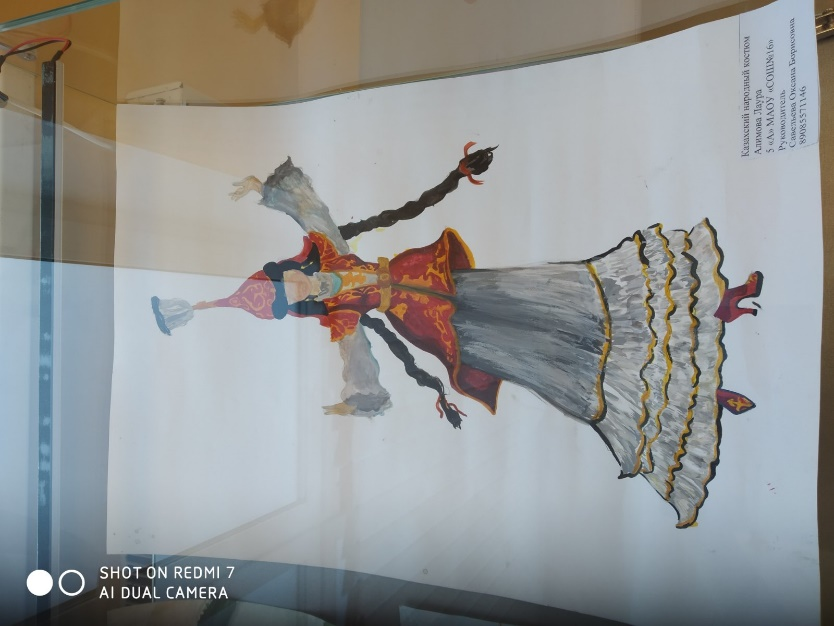 Казахский народный костюм
Алимова Лаура
5 «А» МАОУ «СОШ№16»
Руководитель
Савельева Оксана Борисовна
89085571146
SHOT ON REDMI 7
AI DUAL CAMERA